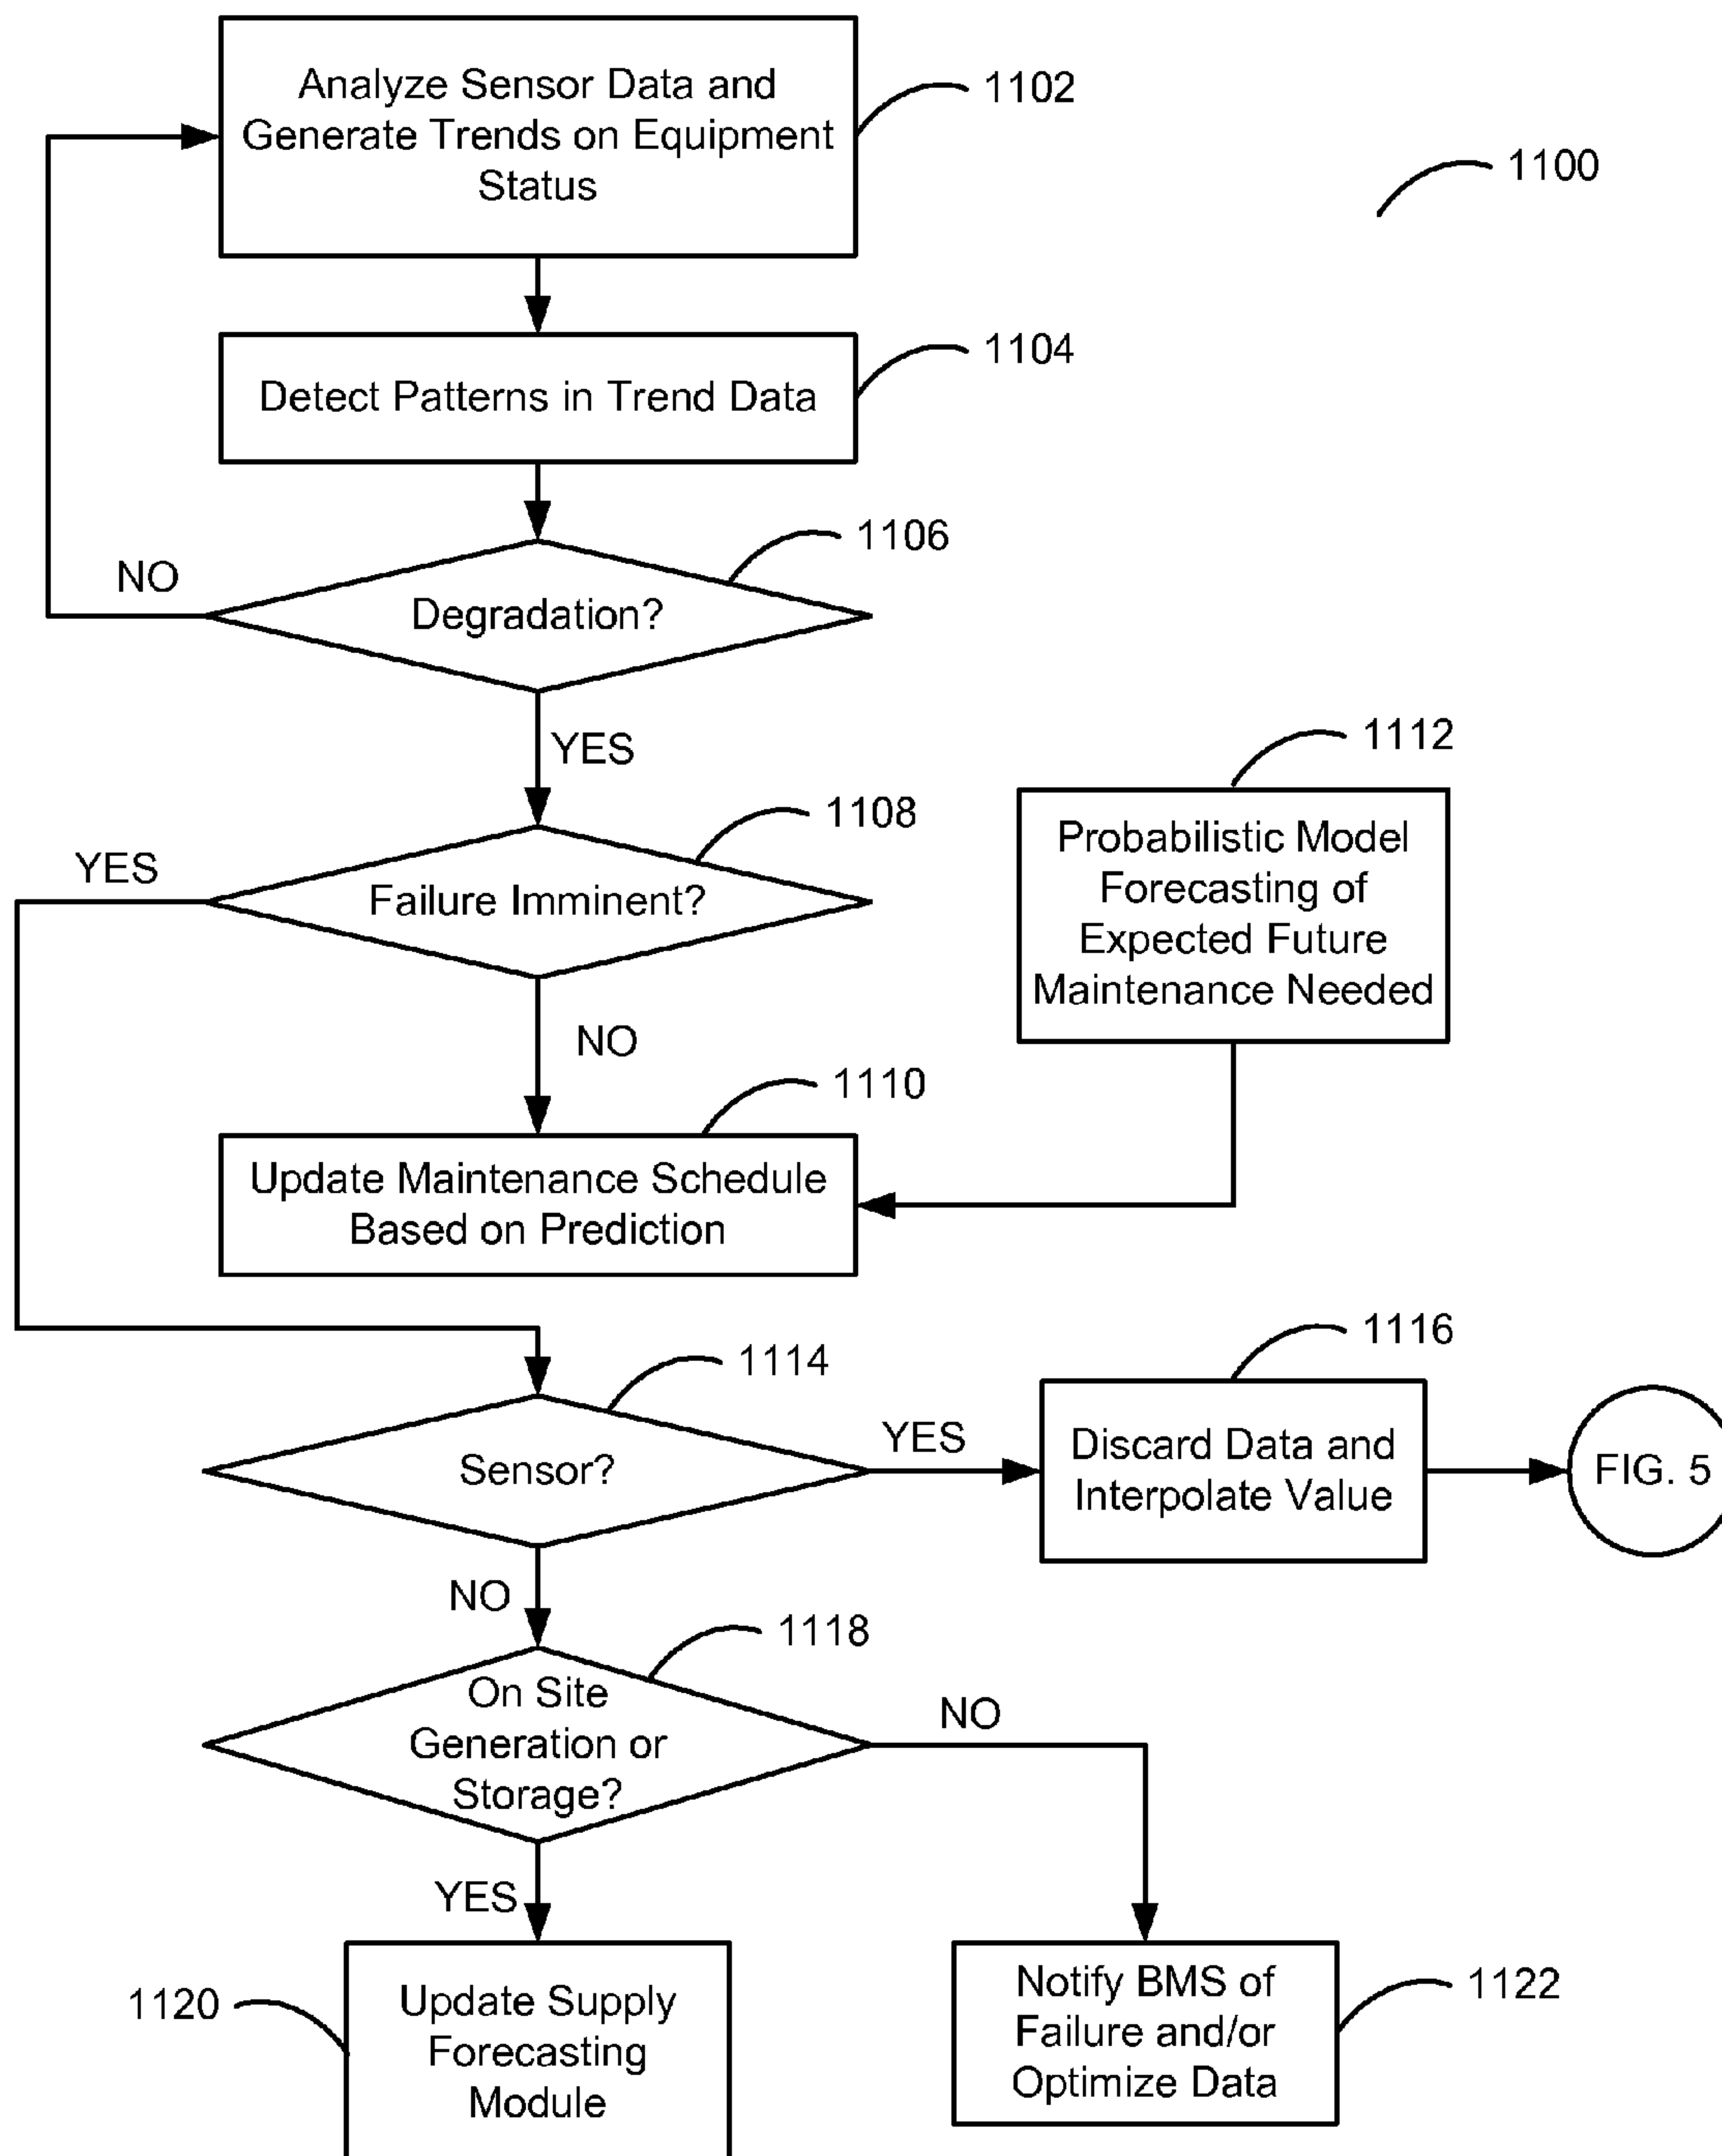 Analyze Sensor Data and
Generate Trends on Equipment
Status
1102
1100
Detect Patterns in Trend Data
1104
1106
NO
Degradation?
YES
1112
1108
YES
Failure Imminent?
Probabilistic Model
Forecasting of
Expected Future
Maintenance Needed
NO
1110
Update Maintenance Schedule
Based on Prediction
1114
1116
Sensor?
YES
Discard Data and
Interpolate Value
FIG. 5
NO
1118
On Site
Generation or
Storage?
NO
YES
1120
Update Supply
Forecasting
Module
Notify BMS of
Failure and/or
Optimize Data
1122